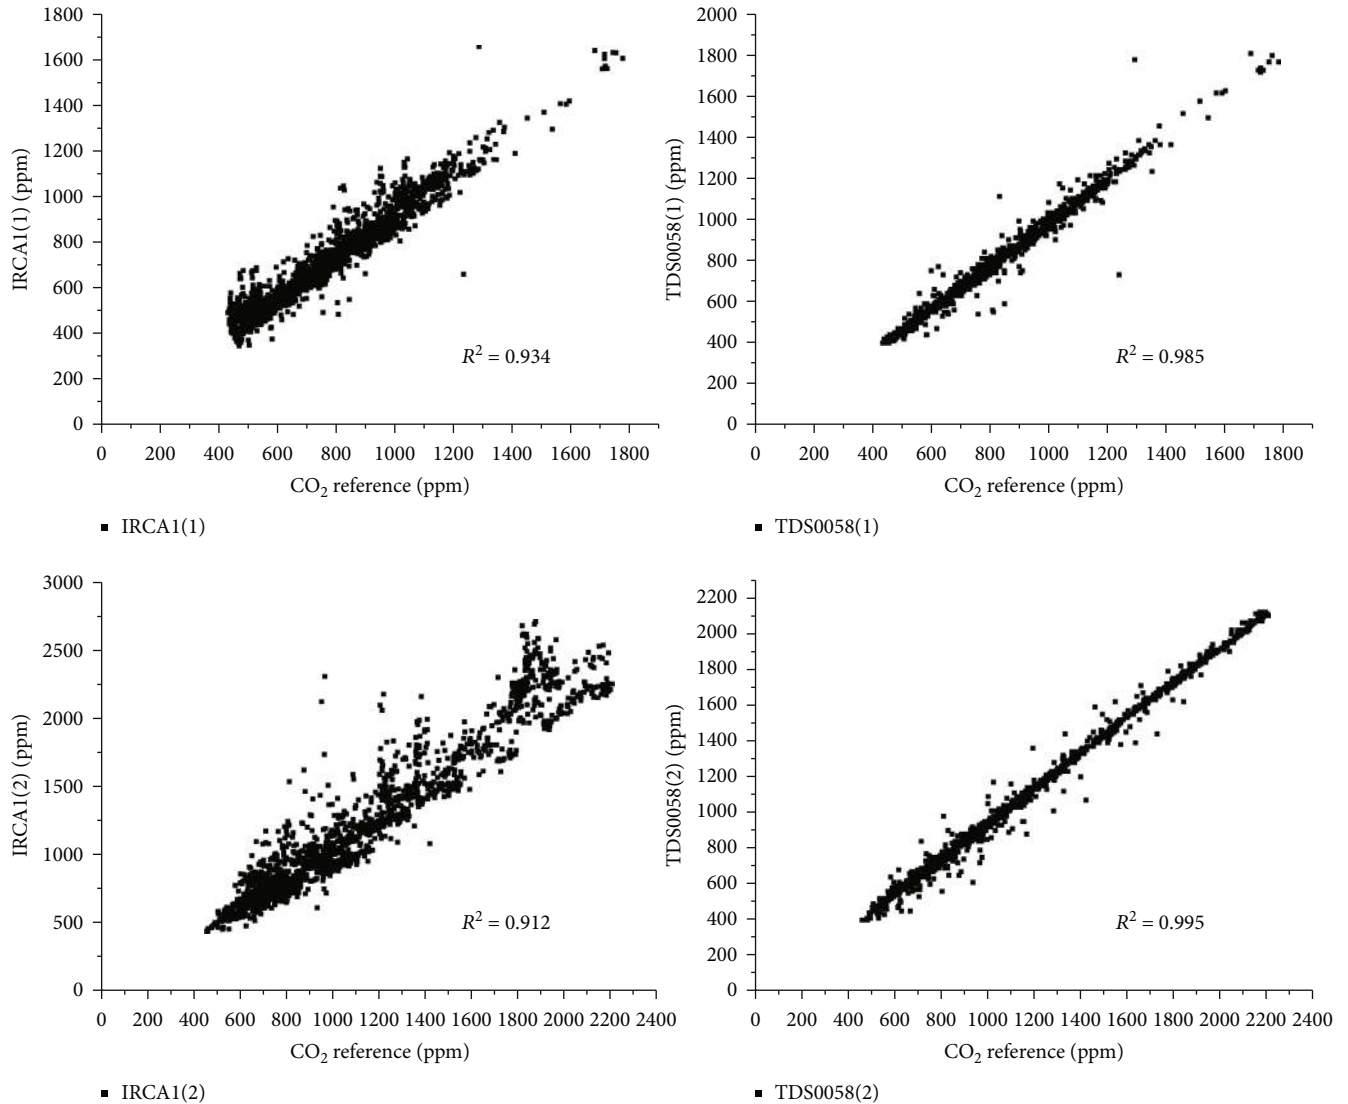 1800
1600
1400
1200
1000
800
600
400
200
0
IRCA1(1) (ppm)
R² = 0.934
0 200 400 600 800 1000 1200 1400 1600 1800
CO₂ reference (ppm)
IRCA1(1)
2000
1800
1600
1400
1200
1000
800
600
400
200
0
TDS0058(1) (ppm)
R² = 0.985
0 200 400 600 800 1000 1200 1400 1600 1800
CO₂ reference (ppm)
TDS0058(1)
3000
2500
2000
1500
1000
500
0
IRCA1(2) (ppm)
R² = 0.912
0 200 400 600 800 1000 1200 1400 1600 1800 2000 2200 2400
CO₂ reference (ppm)
IRCA1(2)
2200
2000
1800
1600
1400
1200
1000
800
600
400
200
0
TDS0058(2) (ppm)
R² = 0.995
0 200 400 600 800 1000 1200 1400 1600 1800 2000 2200 2400
CO₂ reference (ppm)
TDS0058(2)